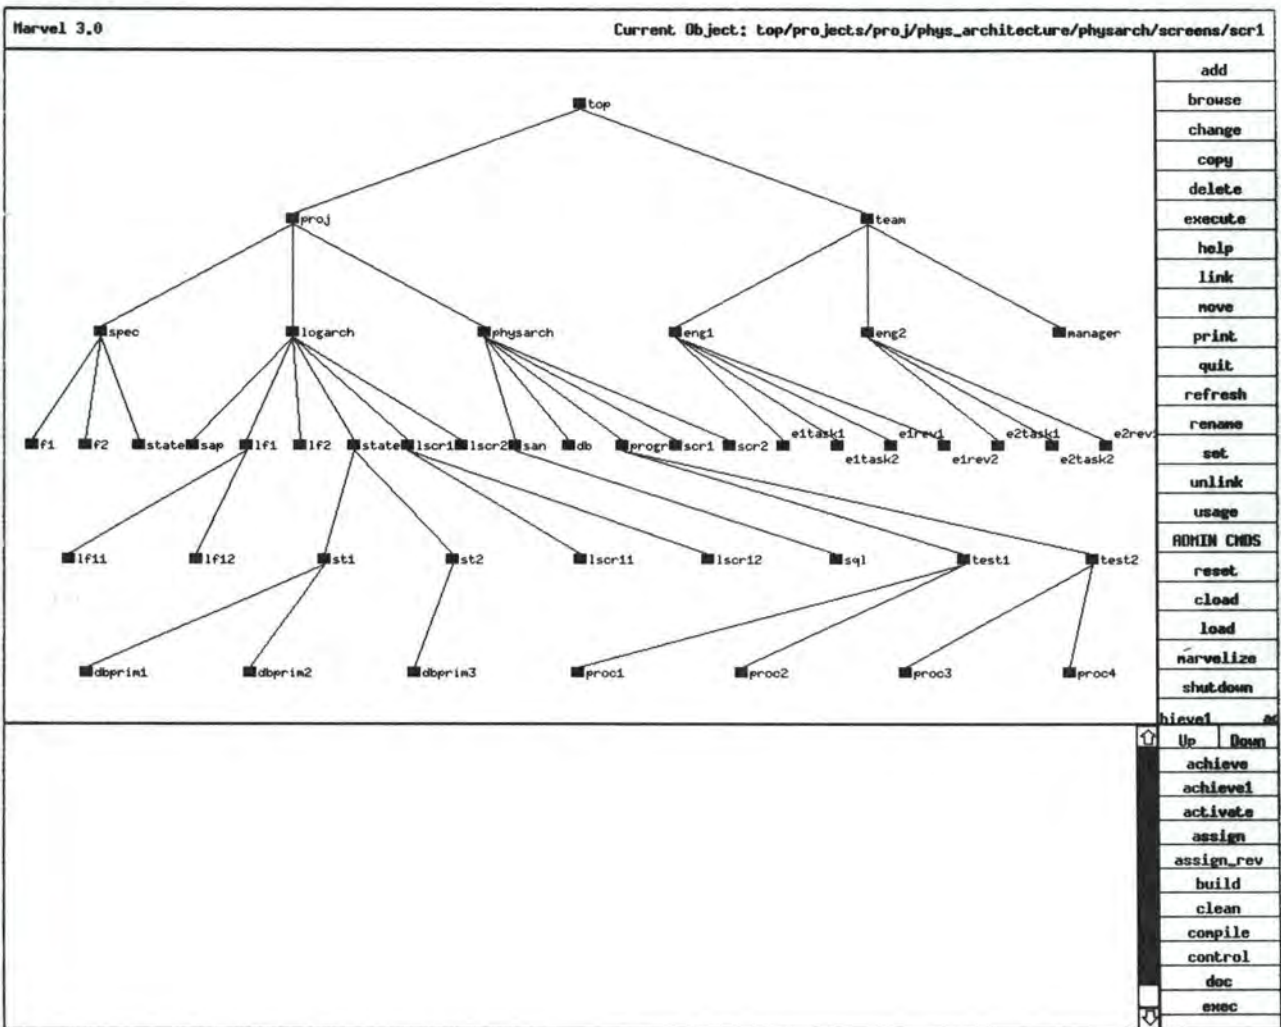 Marvel 3.0
Current Object: top/projects/proj/phys_architecture/physarch/screens/scr1
top
proj team
spec logarch physarch eng1 eng2 manager
f1 f2 state sap lf1 lf2 state lscr1 lscr2 san db progr scr1 scr2 e1task1 e1rev1 e2task1 e2rev
e1task2 e1rev2 e2task2
lf11 lf12 st1 st2 lscr11 lscr12 sql test1 test2
dbprim1 dbprim2 dbprim3 proc1 proc2 proc3 proc4
add
browse
change
copy
delete
execute
help
link
move
print
quit
refresh
rename
set
unlink
usage
ADMIN CMDS
reset
cload
load
marvelize
shutdown
hieve1 ac
Up Down
achieve
achieve1
activate
assign
assign_rev
build
clean
compile
control
doc
exec